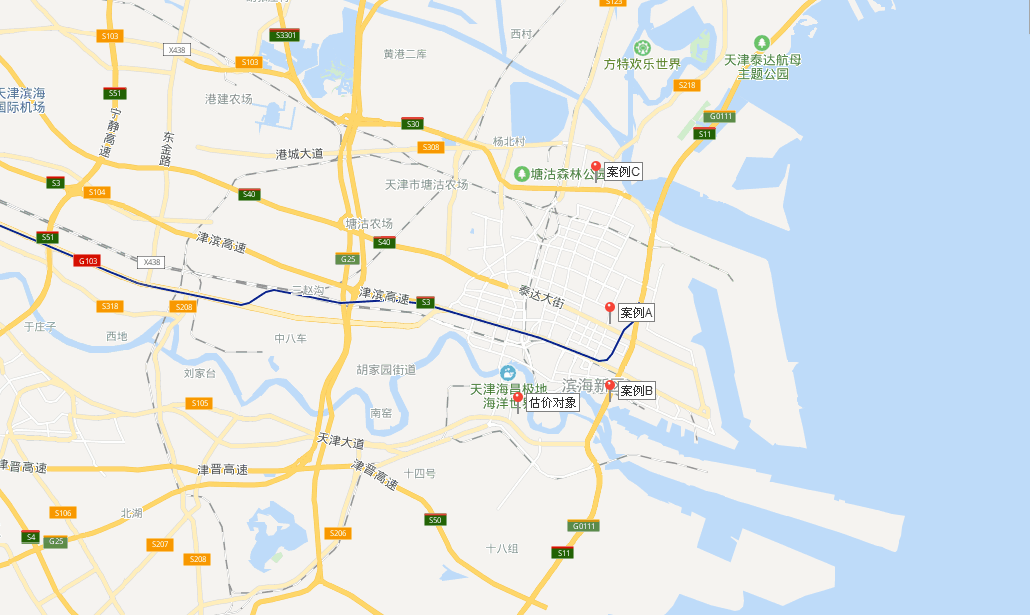 S123
S103
X438
S3301
西村
黄港二库
方特欢乐世界
天津泰达航母
主题公园
S103
S218
天津滨海
国际机场
S51
港建农场
宁静高速
东金路
S30
G0111
S11
杨北村
港城大道
S308
塘沽森林公园
案例C
天津市塘沽农场
S3
S104
S40
塘沽农场
S51
津滨高速
S40
G103
X438
G25
三赵沟
津滨高速
S3
泰达大街
案例A
S318
S208
于庄子
西地
中八车
刘家台
胡家园街道
天津海昌极地
海洋世界
滨海新区
案例B
估价对象
S105
南窑
天津大道
津晋高速
津晋高速
津晋高速
十四号
S106
北湖
S50
G0111
S4
G25
S207
S208
S206
十八组
S11